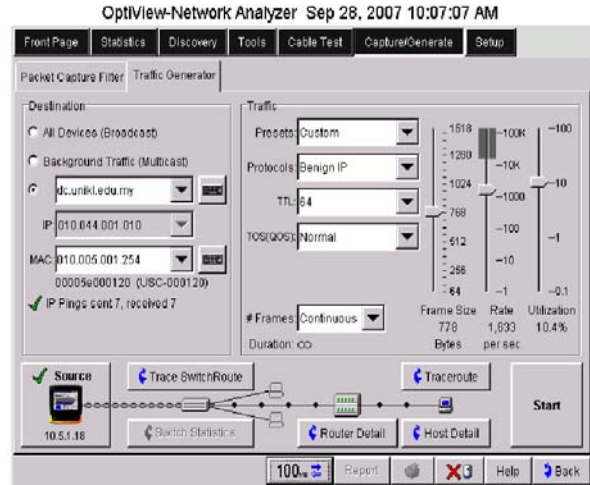 OptiView-Network Analyzer Sep 28, 2007 10:07:07 AM
Front Page Statistics Discovery Tools Cable Test Capture/Generate Setup
Packet Capture Filter Traffic Generator
Destination
All Devices (Broadcast)
Background Traffic (Multicast)
dc.unikl.edu.my
IP: 010.044.001.010
MAC: 010.005.001.254
00005e000120 (USC-000120)
IP Pings sent 7, received 7
Traffic
Presets: Custom
Protocols: Benign IP
TTL: 64
TOS(QOS): Normal
# Frames: Continuous
Duration: ∞
1518
1280
1024
768
512
256
64
Frame Size
778
Bytes
100K
10K
1000
100
10
1
Rate
1,633
per sec.
100
10
1
0.1
Utilization
10.4%
Source
10.5.1.18
Trace SwitchRoute
Switch Statistics
Traceroute
Router Detail
Host Detail
Start
100
Report
Help
Back